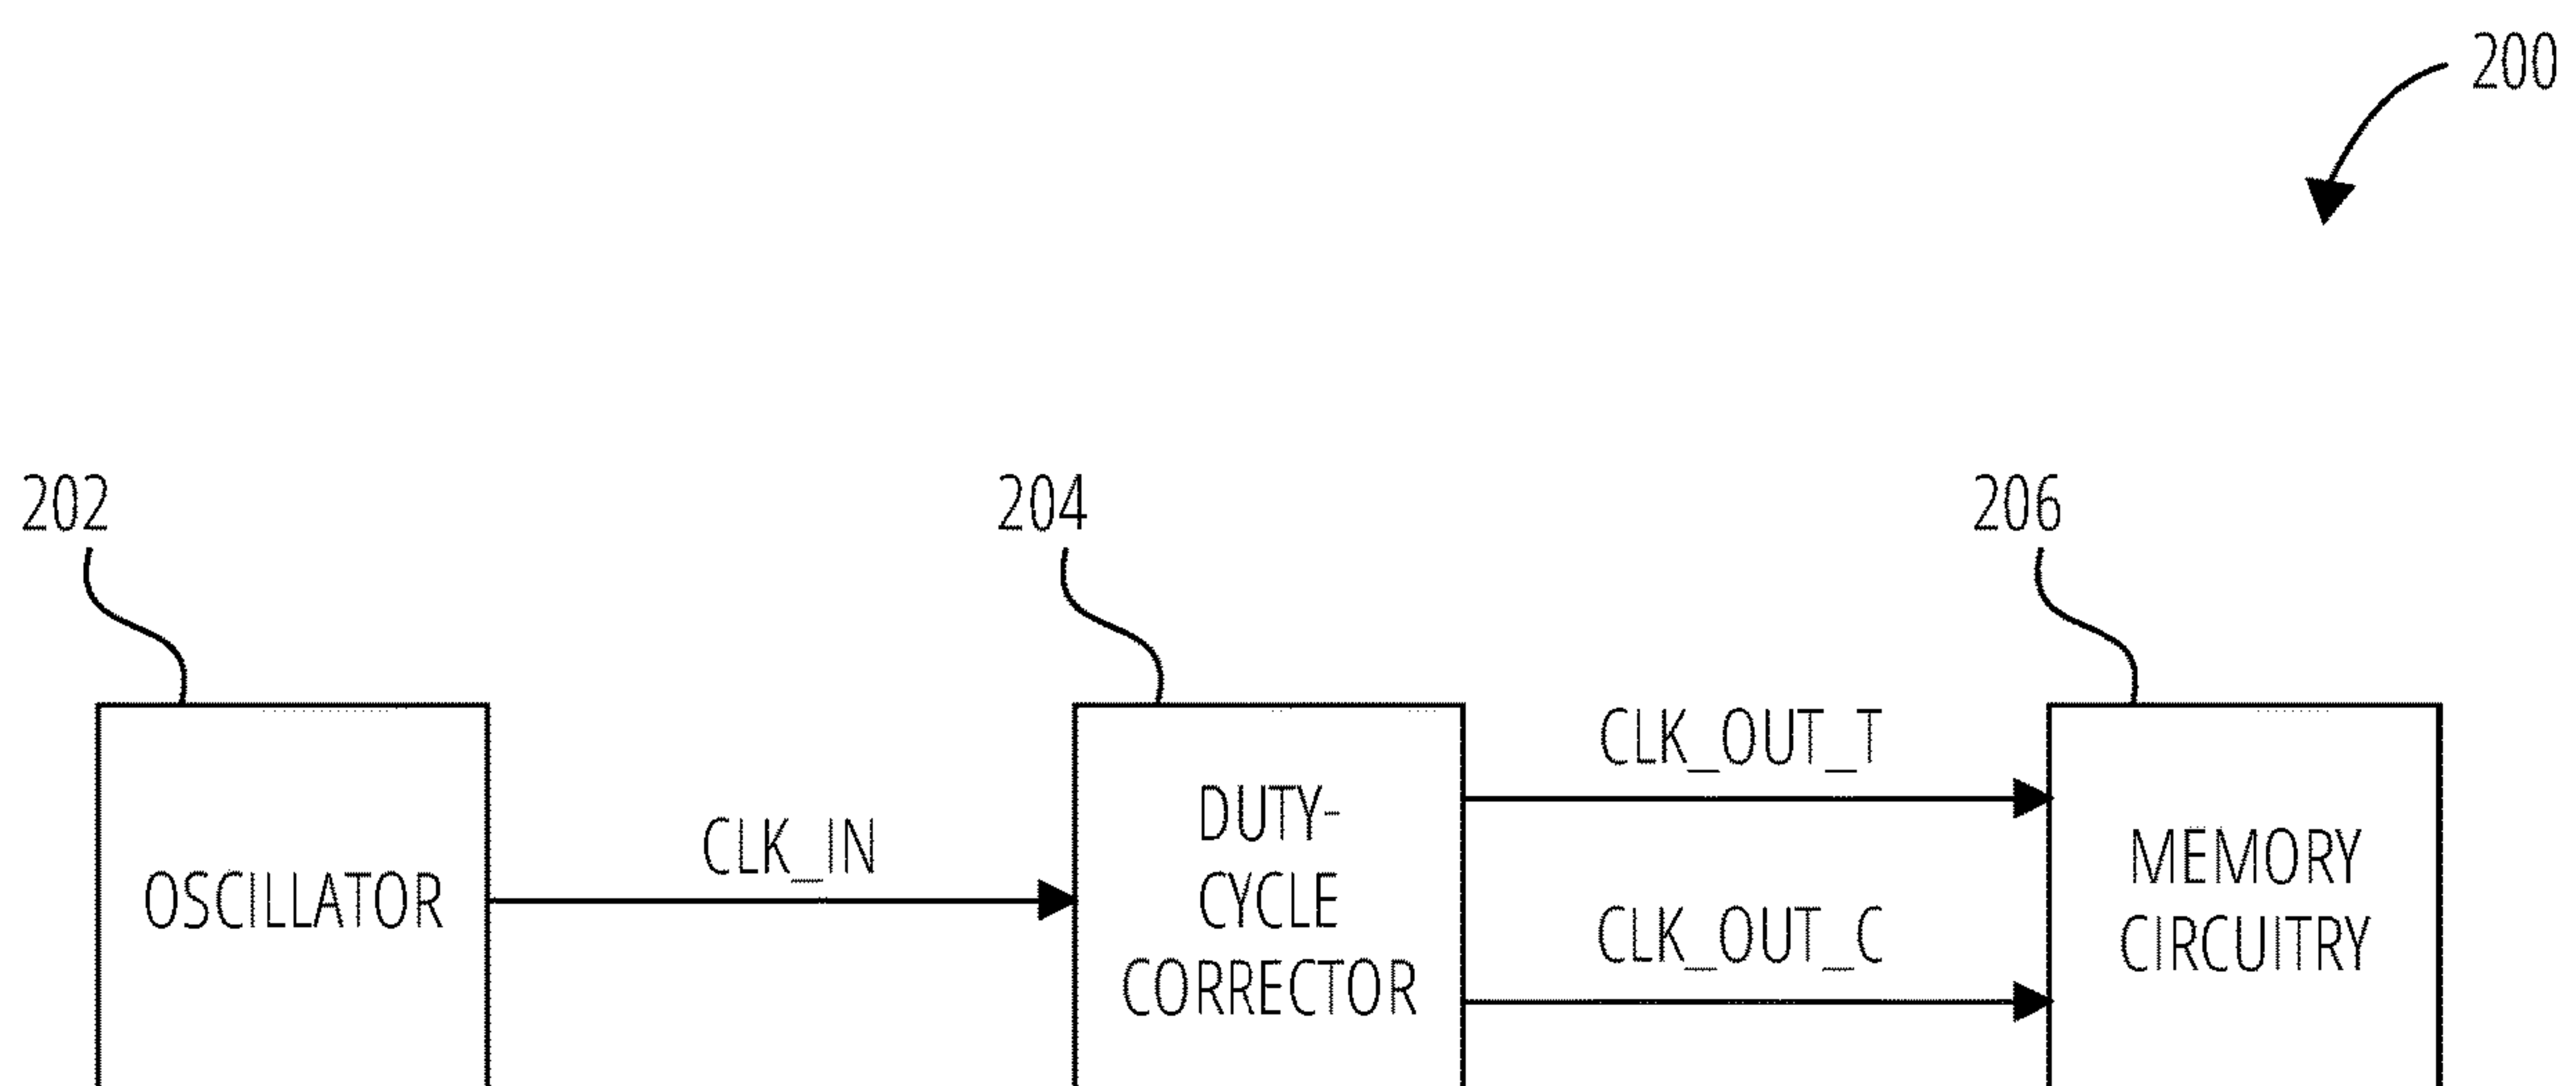 200
202
204
206
OSCILLATOR
CLK_IN
DUTY-
CYCLE
CORRECTOR
CLK_OUT_T
CLK_OUT_C
MEMORY
CIRCUITRY